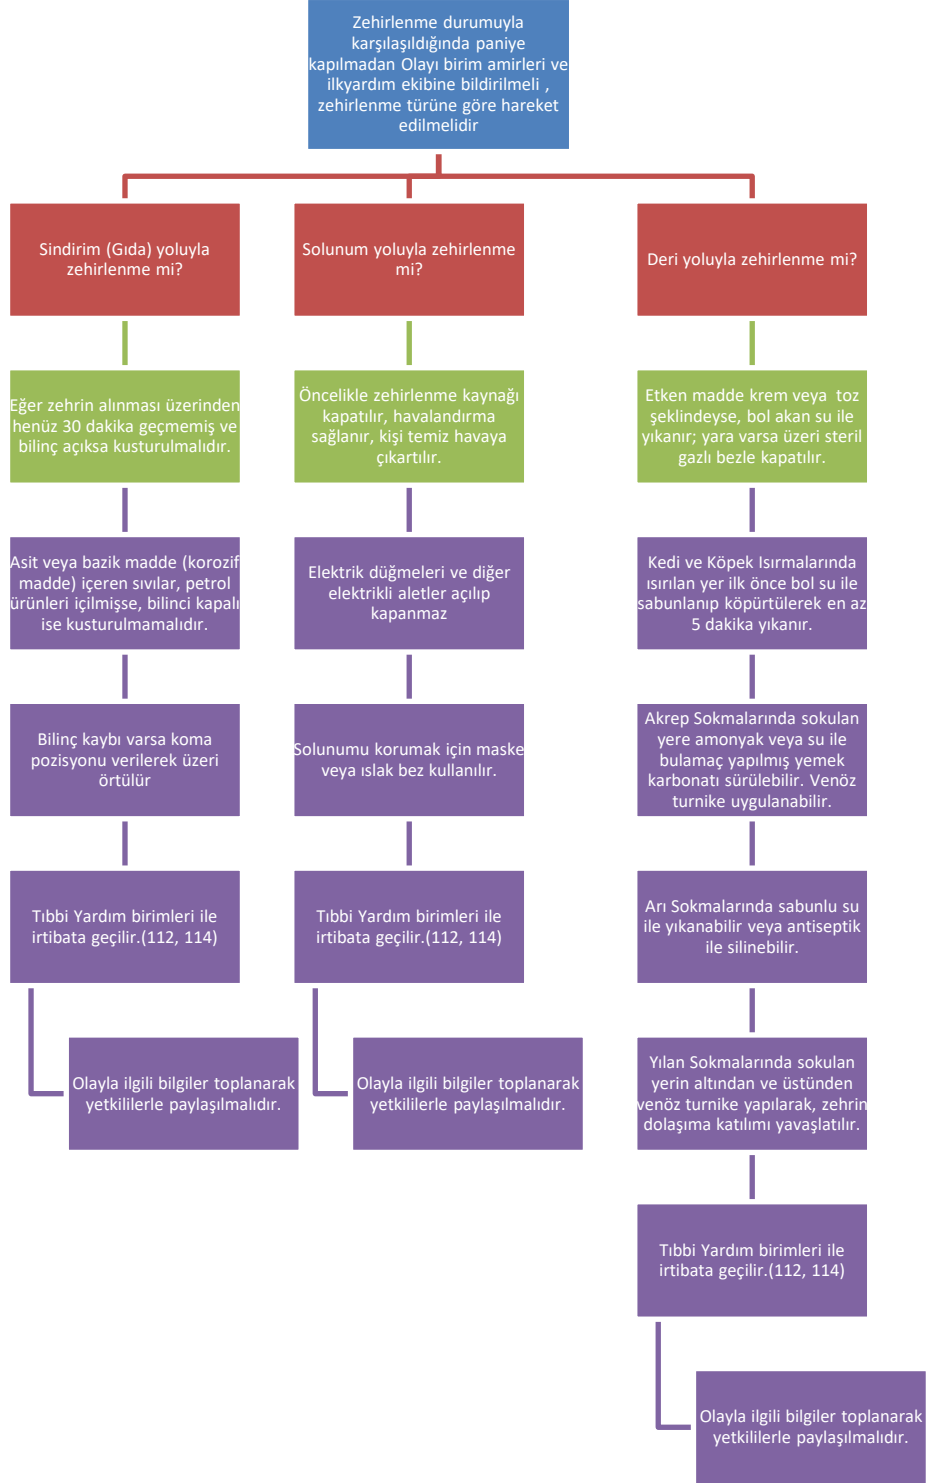 Zehirlenme durumuyla
karşılaşıldığında paniye
kapılmadan Olayı birim amirleri ve
ilkyardım ekibine bildirilmeli ,
zehirlenme türüne göre hareket
edilmelidir
Sindirim (Gıda) yoluyla
zehirlenme mi?
Eğer zehrin alınması üzerinden
henüz 30 dakika geçmemiş ve
bilinç açıksa kusturulmalıdır.
Asit veya bazik madde (korozif
madde) içeren sıvılar, petrol
ürünleri içilmişse, bilinci kapalı
ise kusturulmamalıdır.
Bilinç kaybı varsa koma
pozisyonu verilerek üzeri
örtülür
Tıbbi Yardım birimleri ile
irtibata geçilir.(112, 114)
Olayla ilgili bilgiler toplanarak
yetkililerle paylaşılmalıdır.
Solunum yoluyla zehirlenme
mi?
Öncelikle zehirlenme kaynağı
kapatılır, havalandırma
sağlanır, kişi temiz havaya
çıkartılır.
Elektrik düğmeleri ve diğer
elektrikli aletler açılıp
kapanmaz
Solunumu korumak için maske
veya ıslak bez kullanılır.
Tıbbi Yardım birimleri ile
irtibata geçilir.(112, 114)
Olayla ilgili bilgiler toplanarak
yetkililerle paylaşılmalıdır.
Deri yoluyla zehirlenme mi?
Etken madde krem veya toz
şeklindeyse, bol akan su ile
yıkanır; yara varsa üzeri steril
gazlı bezle kapatılır.
Kedi ve Köpek Isırmalarında
ısırılan yer ilk önce bol su ile
sabunlanıp köpürtülerek en az
5 dakika yıkanır.
Akrep Sokmalarında sokulan
yere amonyak veya su ile
bulamaç yapılmış yemek
karbonatı sürülebilir. Venöz
turnike uygulanabilir.
Arı Sokmalarında sabunlu su
ile yıkanabilir veya antiseptik
ile silinebilir.
Yılan Sokmalarında sokulan
yerin altından ve üstünden
venöz turnike yapılarak, zehrin
dolaşıma katılımı yavaşlatılır.
Tıbbi Yardım birimleri ile
irtibata geçilir.(112, 114)
Olayla ilgili bilgiler toplanarak
yetkililerle paylaşılmalıdır.